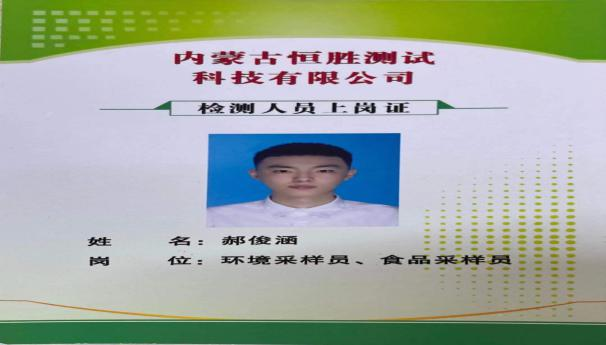 内蒙古恒胜测试
科技有限公司
检测人员上岗证
姓 名：郝俊涵
岗 位：环境采样员、食品采样员